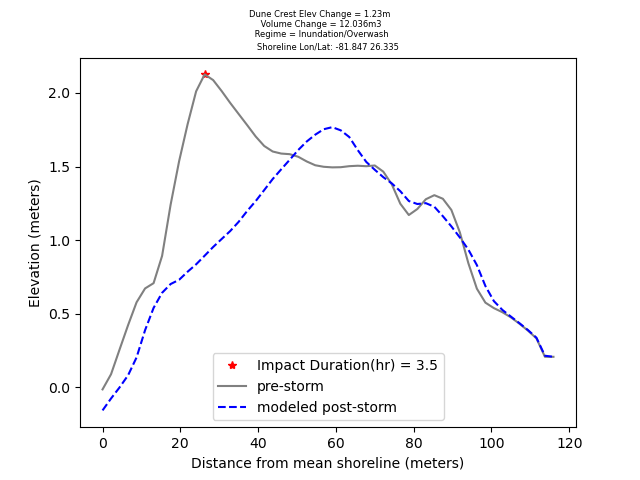 Dune Crest Elev Change = 1.23m
Volume Change = 12.036m3
Regime = Inundation/Overwash
Shoreline Lon/Lat: -81.847 26.335
2.0
1.5
1.0
0.5
0.0
Elevation (meters)
Impact Duration(hr) = 3.5
pre-storm
modeled post-storm
0 20 40 60 80 100 120
Distance from mean shoreline (meters)